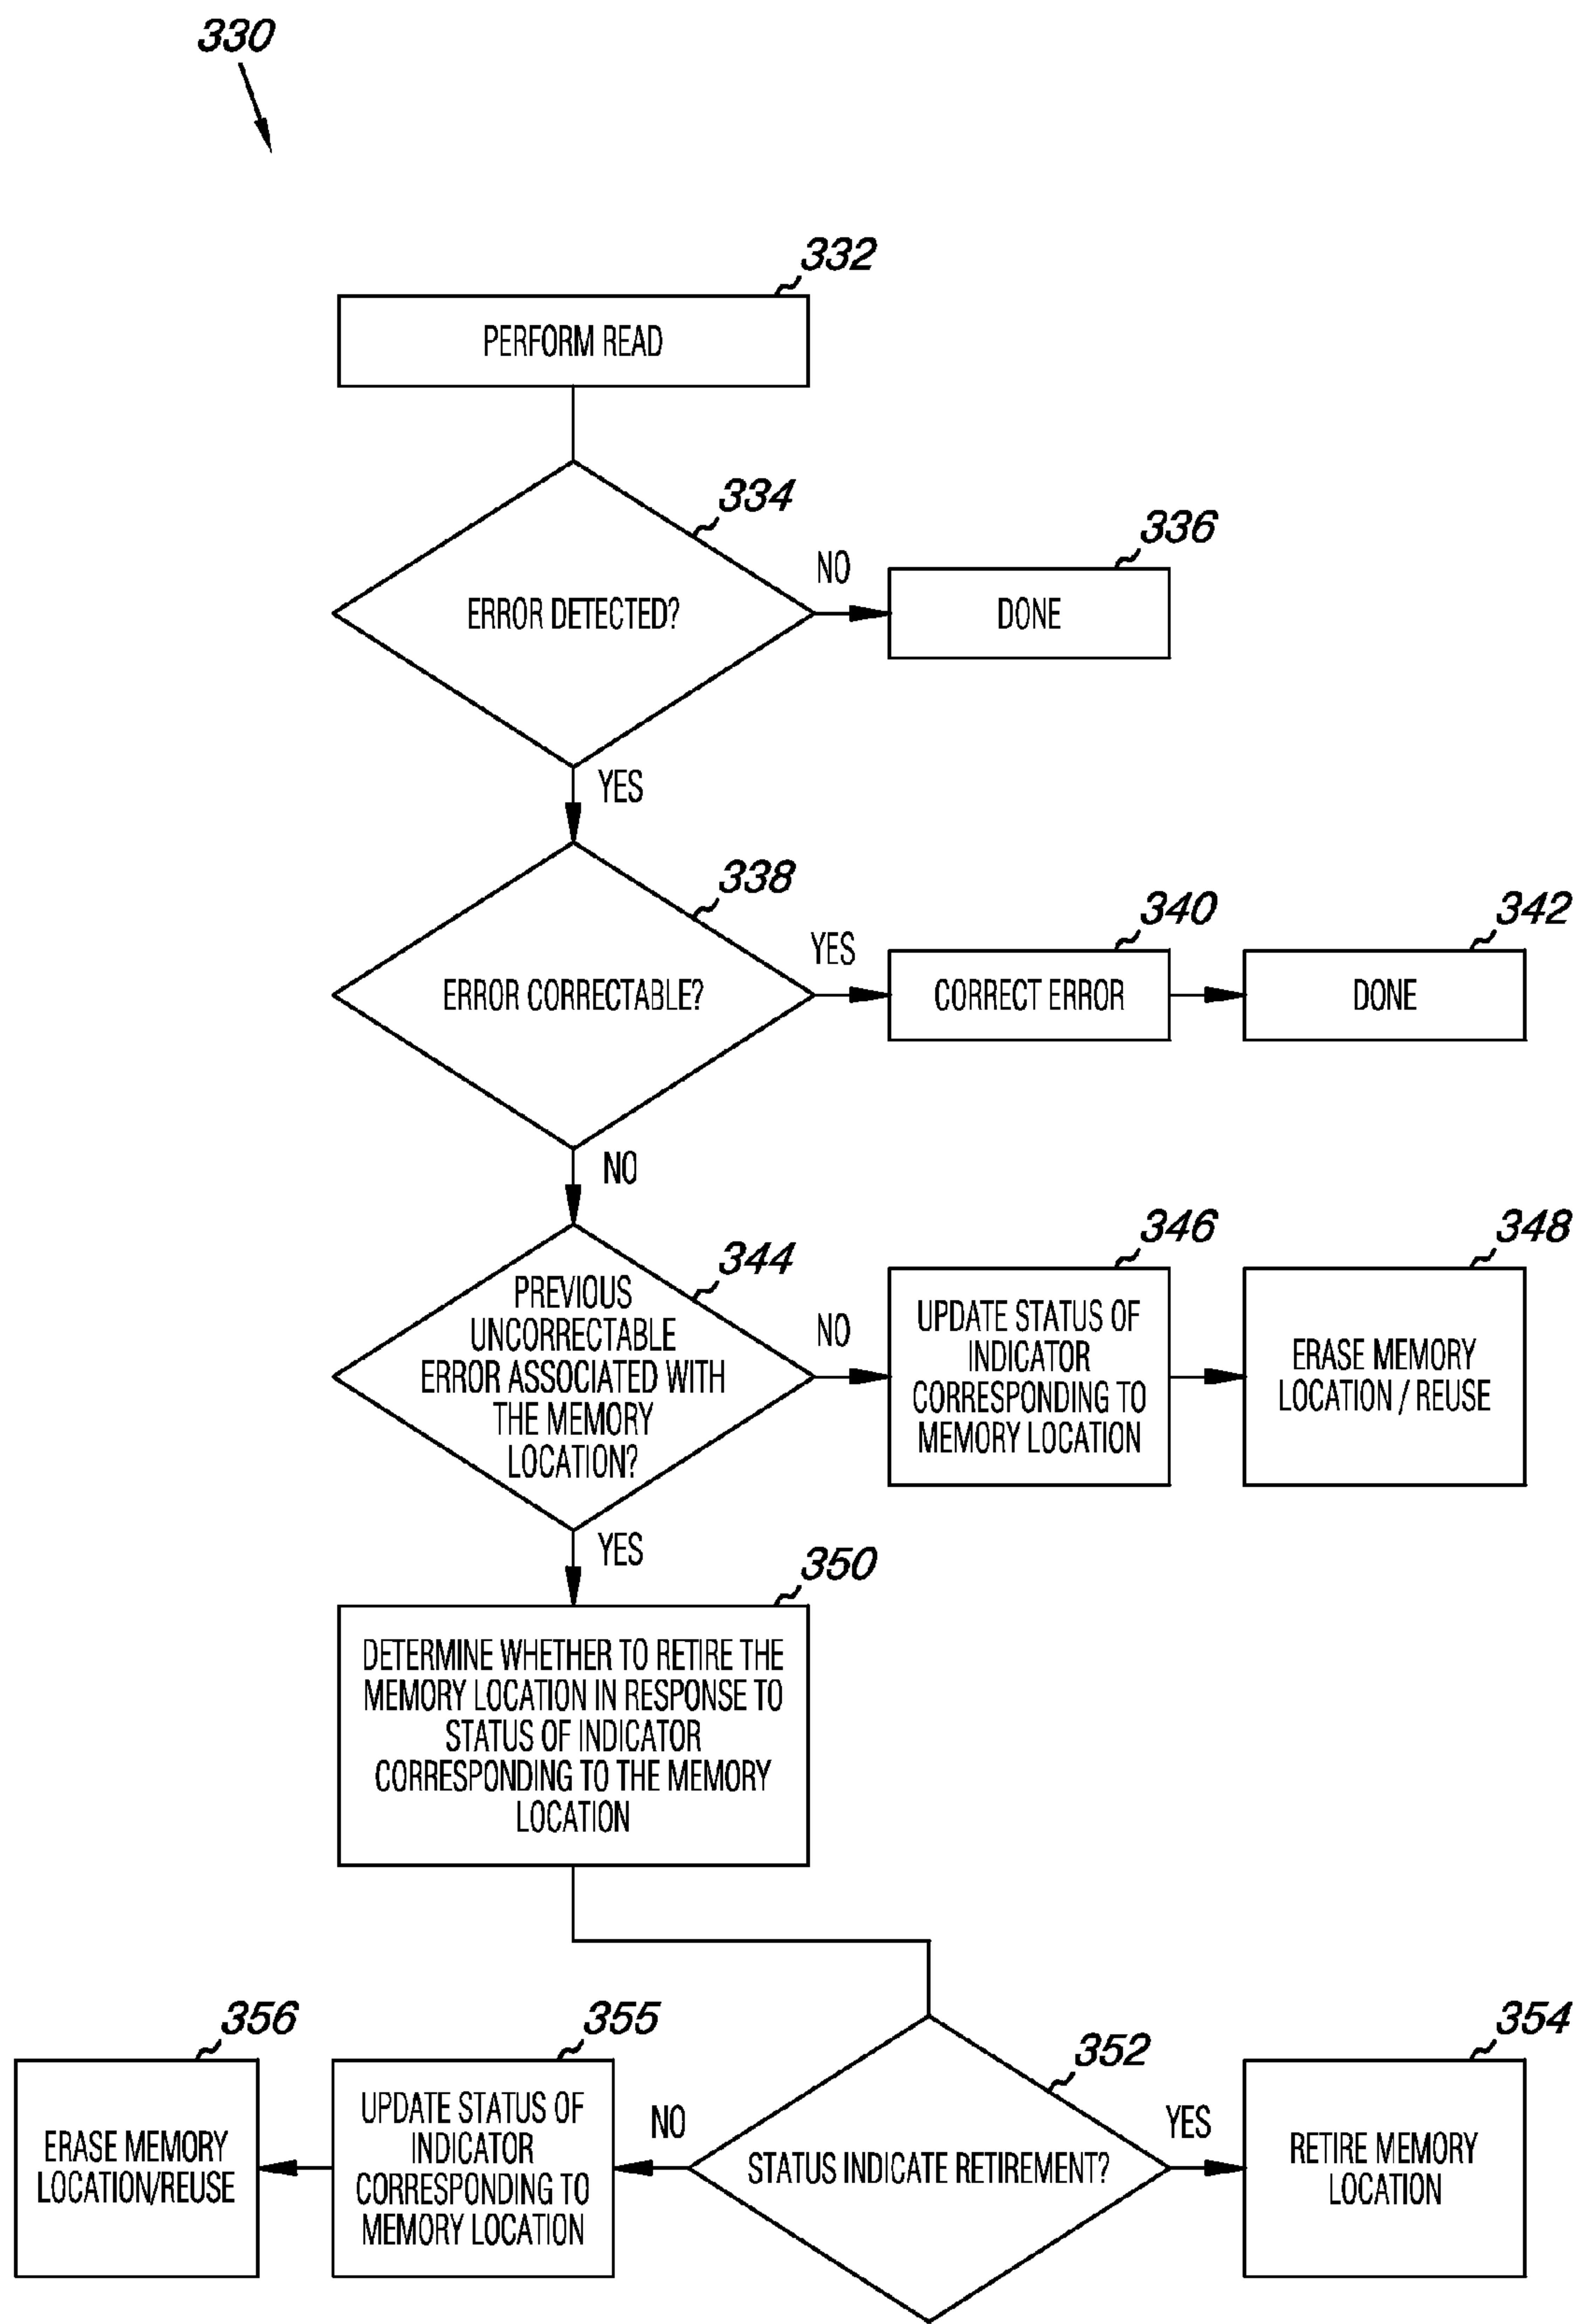 330
332
PERFORM READ
334
ERROR DETECTED?
NO
336
DONE
YES
338
ERROR CORRECTABLE?
YES
340
CORRECT ERROR
342
DONE
NO
344
PREVIOUS
UNCORRECTABLE
ERROR ASSOCIATED WITH
THE MEMORY
LOCATION?
NO
346
UPDATE STATUS OF
INDICATOR
CORRESPONDING TO
MEMORY LOCATION
348
ERASE MEMORY
LOCATION / REUSE
YES
350
DETERMINE WHETHER TO RETIRE THE
MEMORY LOCATION IN RESPONSE TO
STATUS OF INDICATOR
CORRESPONDING TO THE MEMORY
LOCATION
352
STATUS INDICATE RETIREMENT?
YES
354
RETIRE MEMORY
LOCATION
NO
355
UPDATE STATUS OF
INDICATOR
CORRESPONDING TO
MEMORY LOCATION
356
ERASE MEMORY
LOCATION/REUSE